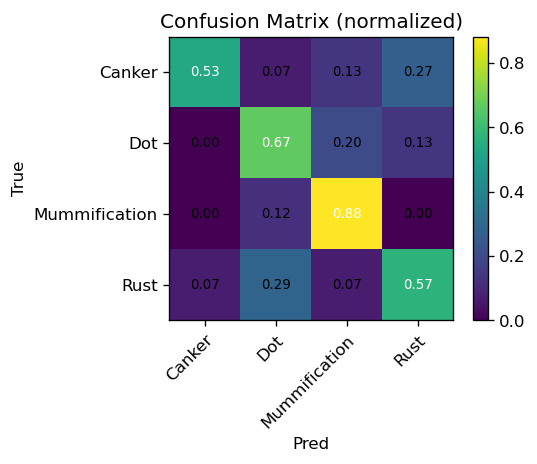 Confusion Matrix (normalized)
Canker 0.53 0.07 0.13 0.27
Dot 0.00 0.67 0.20 0.13
Mummification 0.00 0.12 0.88 0.00
Rust 0.07 0.29 0.07 0.57
True
Canker Dot Mummification Rust
Pred
0.8
0.6
0.4
0.2
0.0